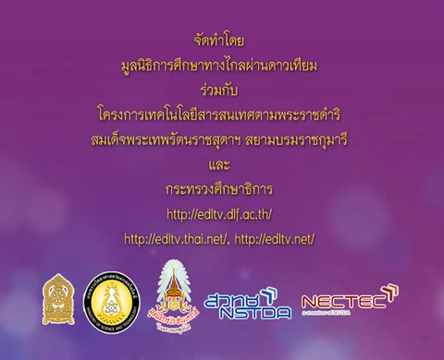 จัดทำโดย
มูลนิธิการศึกษาทางไกลผ่านดาวเทียม
ร่วมกับ
โครงการเทคโนโลยีสารสนเทศตามพระราชดำริ
สมเด็จพระเทพรัตนราชสุดาฯ สยามบรมราชกุมารี
และ
กระทรวงศึกษาธิการ
http://edltv.dlf.ac.th/
http://edltv.thai.net/, http://edltv.net/
สวทช
NSTDA
NECTEC
a member of NSTDA